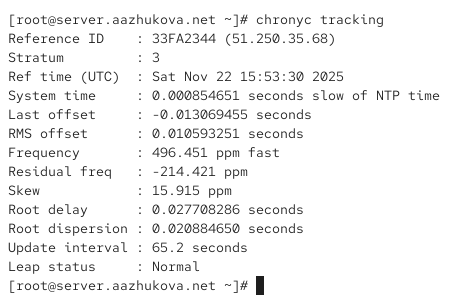 [root@server.aazhukova.net ~]# chronyc tracking
Reference ID    : 33FA2344 (51.250.35.68)
Stratum         : 3
Ref time (UTC)  : Sat Nov 22 15:53:30 2025
System time     : 0.000854651 seconds slow of NTP time
Last offset     : -0.013069455 seconds
RMS offset      : 0.010593251 seconds
Frequency       : 496.451 ppm fast
Residual freq   : -214.421 ppm
Skew            : 15.915 ppm
Root delay      : 0.027708286 seconds
Root dispersion : 0.020884650 seconds
Update interval : 65.2 seconds
Leap status     : Normal
[root@server.aazhukova.net ~]#